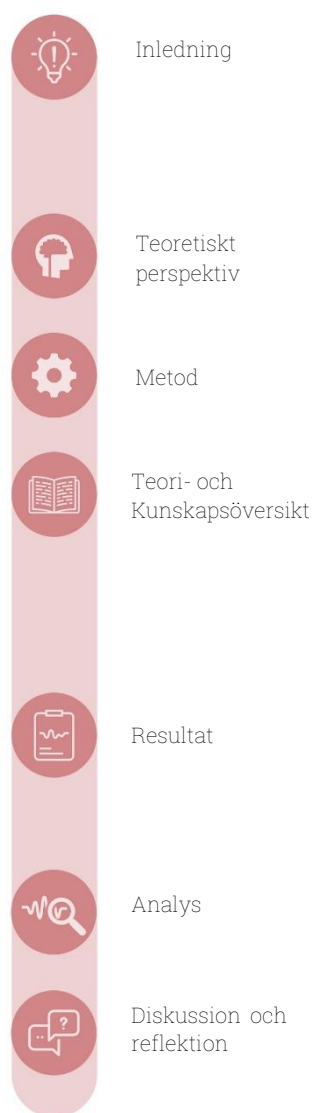 Inledning
Teoretiskt
perspektiv
Metod
Teori- och
Kunskapsöversikt
Resultat
Analys
Diskussion och
reflektion